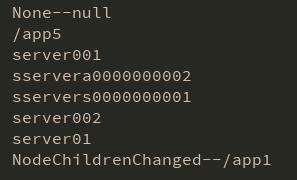 None--null
/app5
server001
sservera0000000002
sservers0000000001
server002
server01
NodeChildrenChanged--/app1